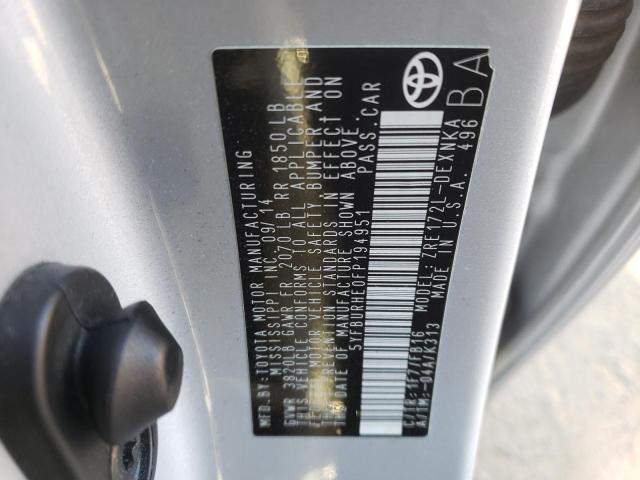 MFD.BY:TOYOTA MOTOR MANUFACTURING
MISSISSIPPI, INC. 09/14
GVWR 3820LB GAWR FR 2070 LB RR 1850 LB
THIS VEHICLE CONFORMS TO ALL APPLICABLE
FEDERAL MOTOR VEHICLE SAFETY BUMPER AND
THEFT PREVENTION STANDARDS IN EFFECT ON
THE DATE OF MANUFACTURE SHOWN ABOVE.
5YFBURHE0FP194951 PASS.CAR
C/TR:1F7/FB16
A/TM:-04A/K313
MODEL:ZRE172L-DEXNKA
MADE IN U.S.A. 496
BA